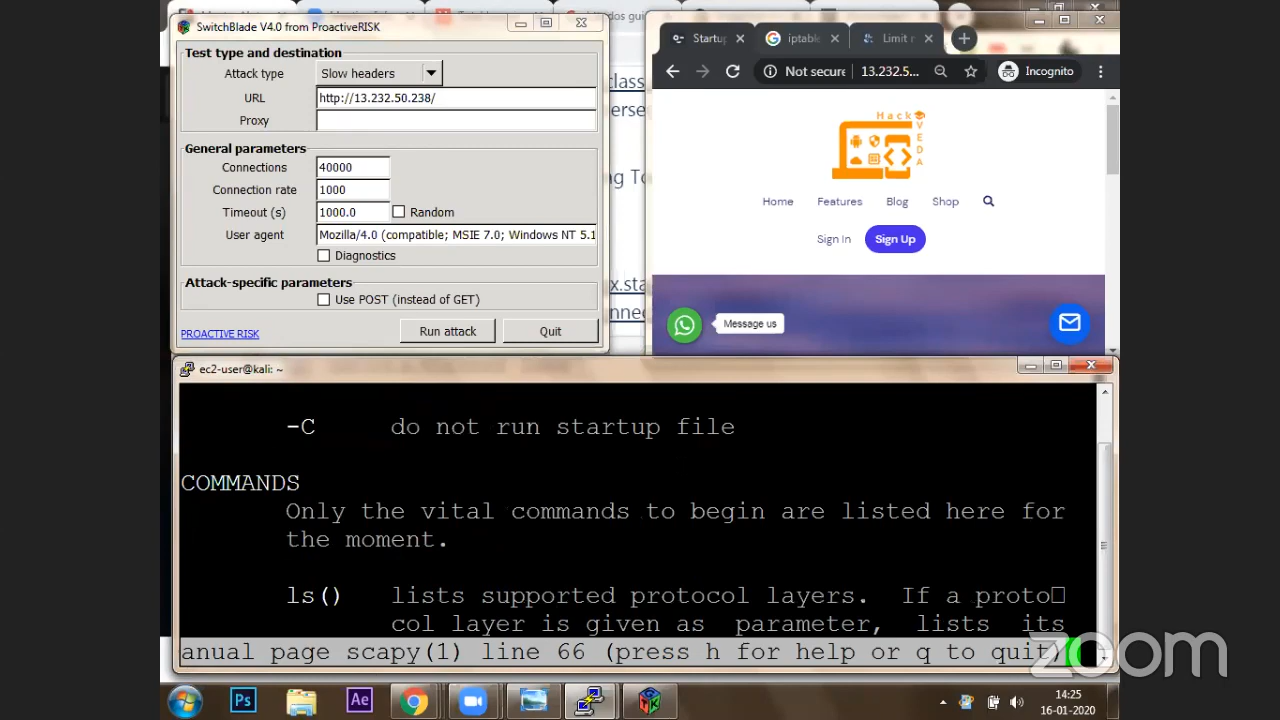 SwitchBlade V4.0 from ProactiveRISK
Test type and destination
Attack type Slow headers
URL http://13.232.50.238/
Proxy
General parameters
Connections 40000
Connection rate 1000
Timeout (s) 1000.0 Random
User agent Mozilla/4.0 (compatible; MSIE 7.0; Windows NT 5.1
Diagnostics
Attack-specific parameters
Use POST (instead of GET)
PROACTIVE RISK Run attack Quit
Startu iptable Limit r
Not secure 13.232.5... Incognito
Hack
VEDA
Home Features Blog Shop
Sign In Sign Up
Message us
ec2-user@kali: ~
-C do not run startup file
COMMANDS
Only the vital commands to begin are listed here for
the moment.
ls() lists supported protocol layers. If a proto
col layer is given as parameter, lists its
anual page scapy(1) line 66 (press h for help or q to quit)
zoom
Ps Ae
14:25
16-01-2020